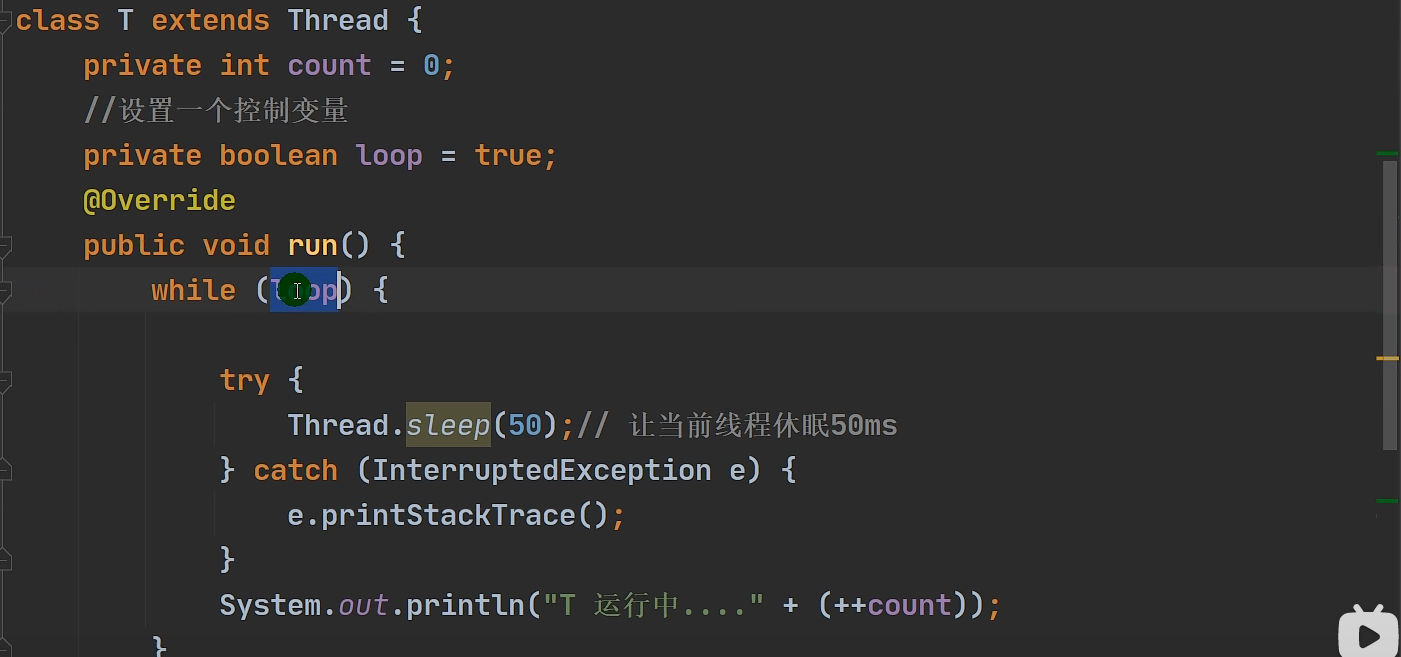 class T extends Thread {
    private int count = 0;
    //设置一个控制变量
    private boolean loop = true;
    @Override
    public void run() {
        while (loop) {

            try {
                Thread.sleep(50);// 让当前线程休眠50ms
            } catch (InterruptedException e) {
                e.printStackTrace();
            }
            System.out.println("T 运行中...." + (++count));
        }